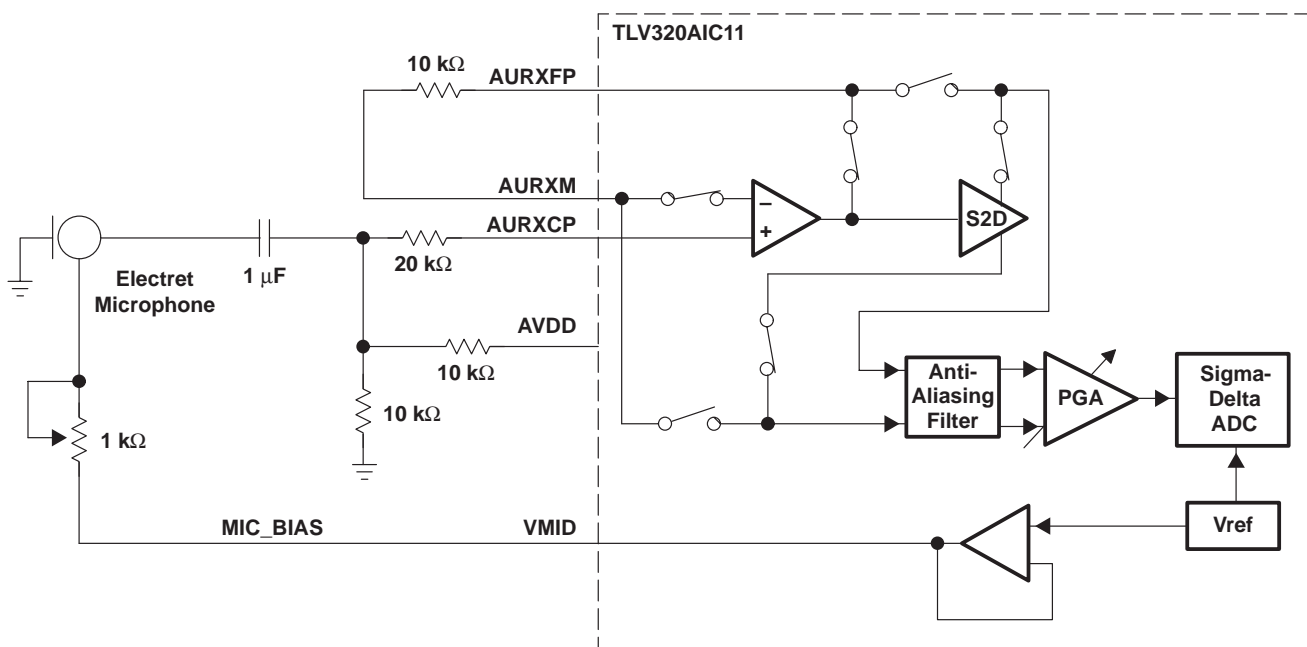 TLV320AIC11
10 kΩ
AURXFP
AURXM
AURXCP
20 kΩ
1 μF
Electret
Microphone
AVDD
10 kΩ
10 kΩ
1 kΩ
MIC_BIAS
VMID
−
+
S2D
Anti-
Aliasing
Filter
PGA
Sigma-
Delta
ADC
Vref